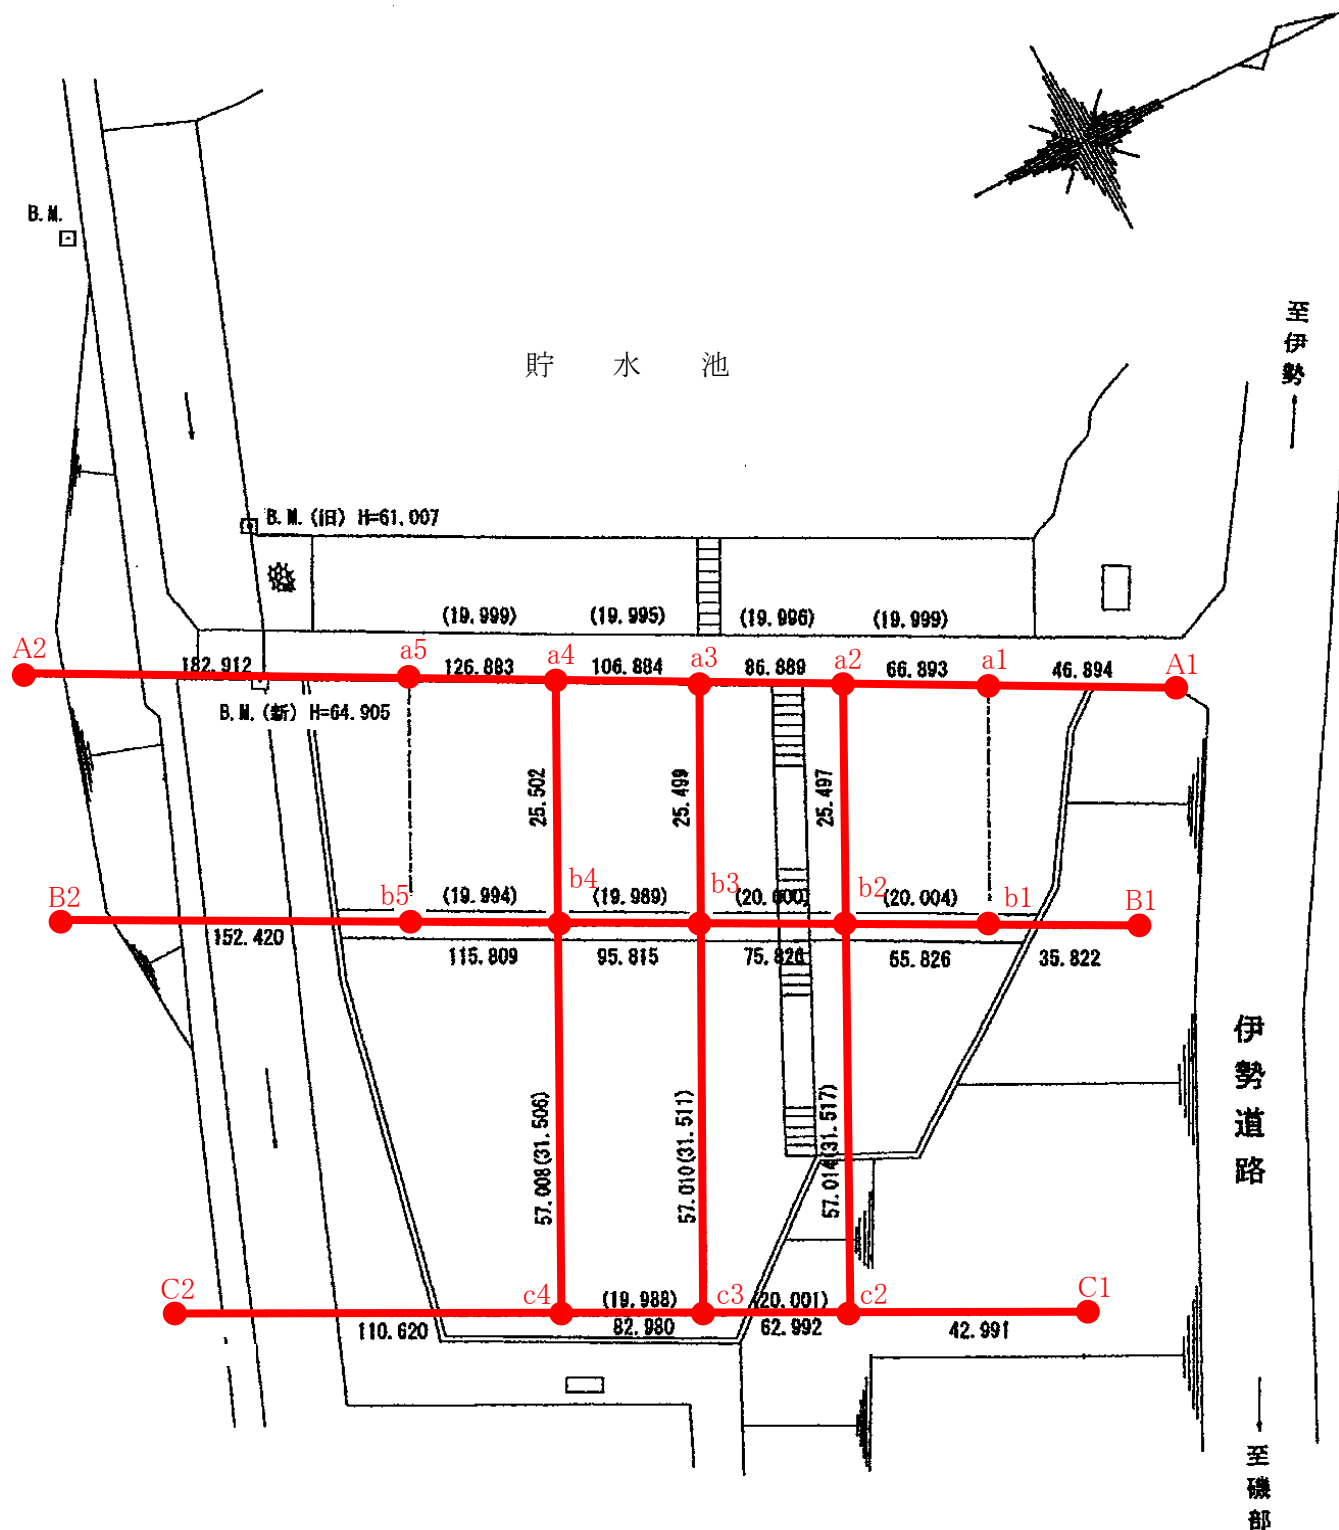 B.M.
至伊勢
貯水池
B.M.(旧) H=61.007
(19.999) (19.995) (19.996) (19.999)
A2 a5 a4 a3 a2 a1 A1
182.912 126.883 106.884 86.889 66.893 46.894
B.M.(新) H=64.905
25.502 25.499 25.497
B2 b5 b4 b3 b2 b1 B1
(19.994) (19.989) (20.000) (20.004)
152.420 115.809 95.815 75.826 55.826 35.822
伊勢道路
57.008(31.506) 57.010(31.511) 57.014(31.517)
C2 c4 c3 c2 C1
(19.988) (20.001)
110.620 82.980 62.992 42.991
至磯部